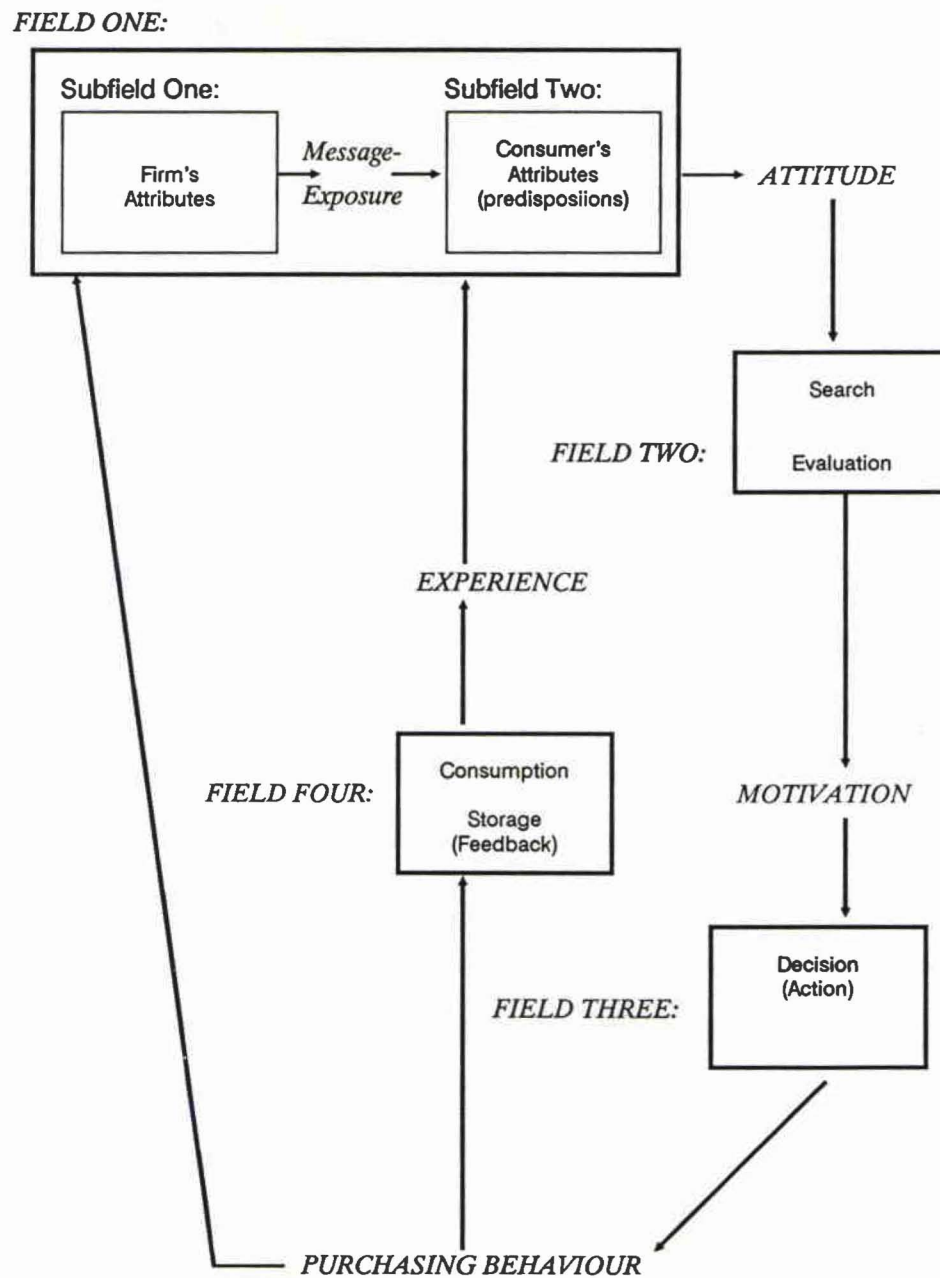 FIELD ONE:
Subfield One:
Subfield Two:
Firm's
Attributes
Message-
Exposure
Consumer's
Attributes
(predisposiions)
ATTITUDE
Search
Evaluation
FIELD TWO:
EXPERIENCE
Consumption
Storage
(Feedback)
FIELD FOUR:
MOTIVATION
Decision
(Action)
FIELD THREE:
PURCHASING BEHAVIOUR